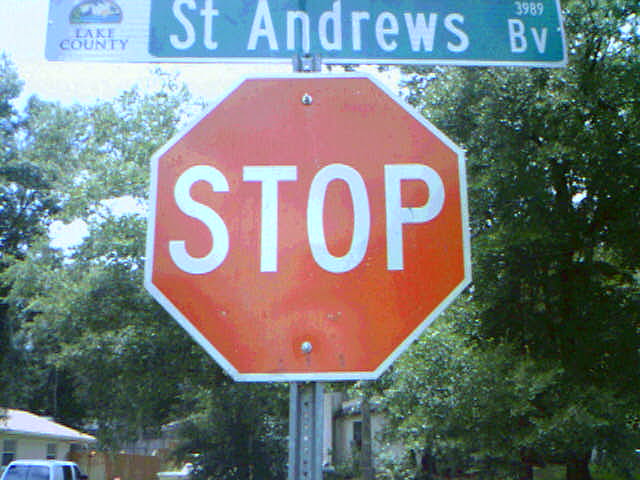 LAKE
COUNTY
St Andrews
3989
Bv
STOP